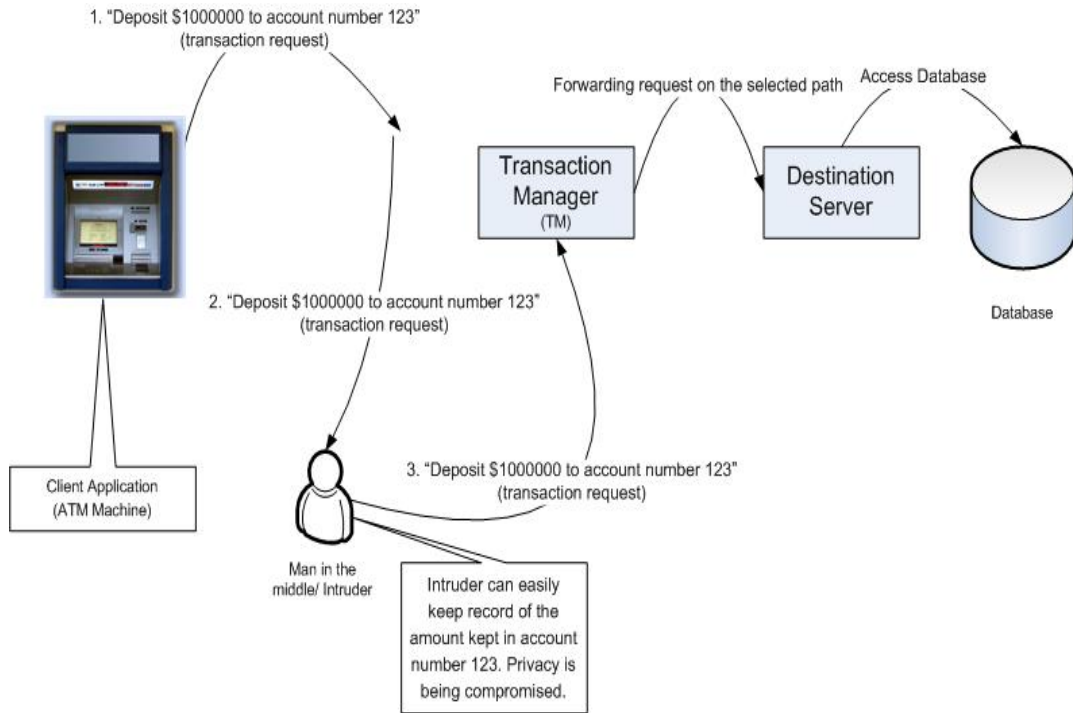 1. “Deposit $1000000 to account number 123”
(transaction request)
Forwarding request on the selected path
Access Database
Transaction
Manager
(TM)
Destination
Server
Database
2. “Deposit $1000000 to account number 123”
(transaction request)
3. “Deposit $1000000 to account number 123”
(transaction request)
Client Application
(ATM Machine)
Man in the
middle/ Intruder
Intruder can easily
keep record of the
amount kept in account
number 123. Privacy is
being compromised.